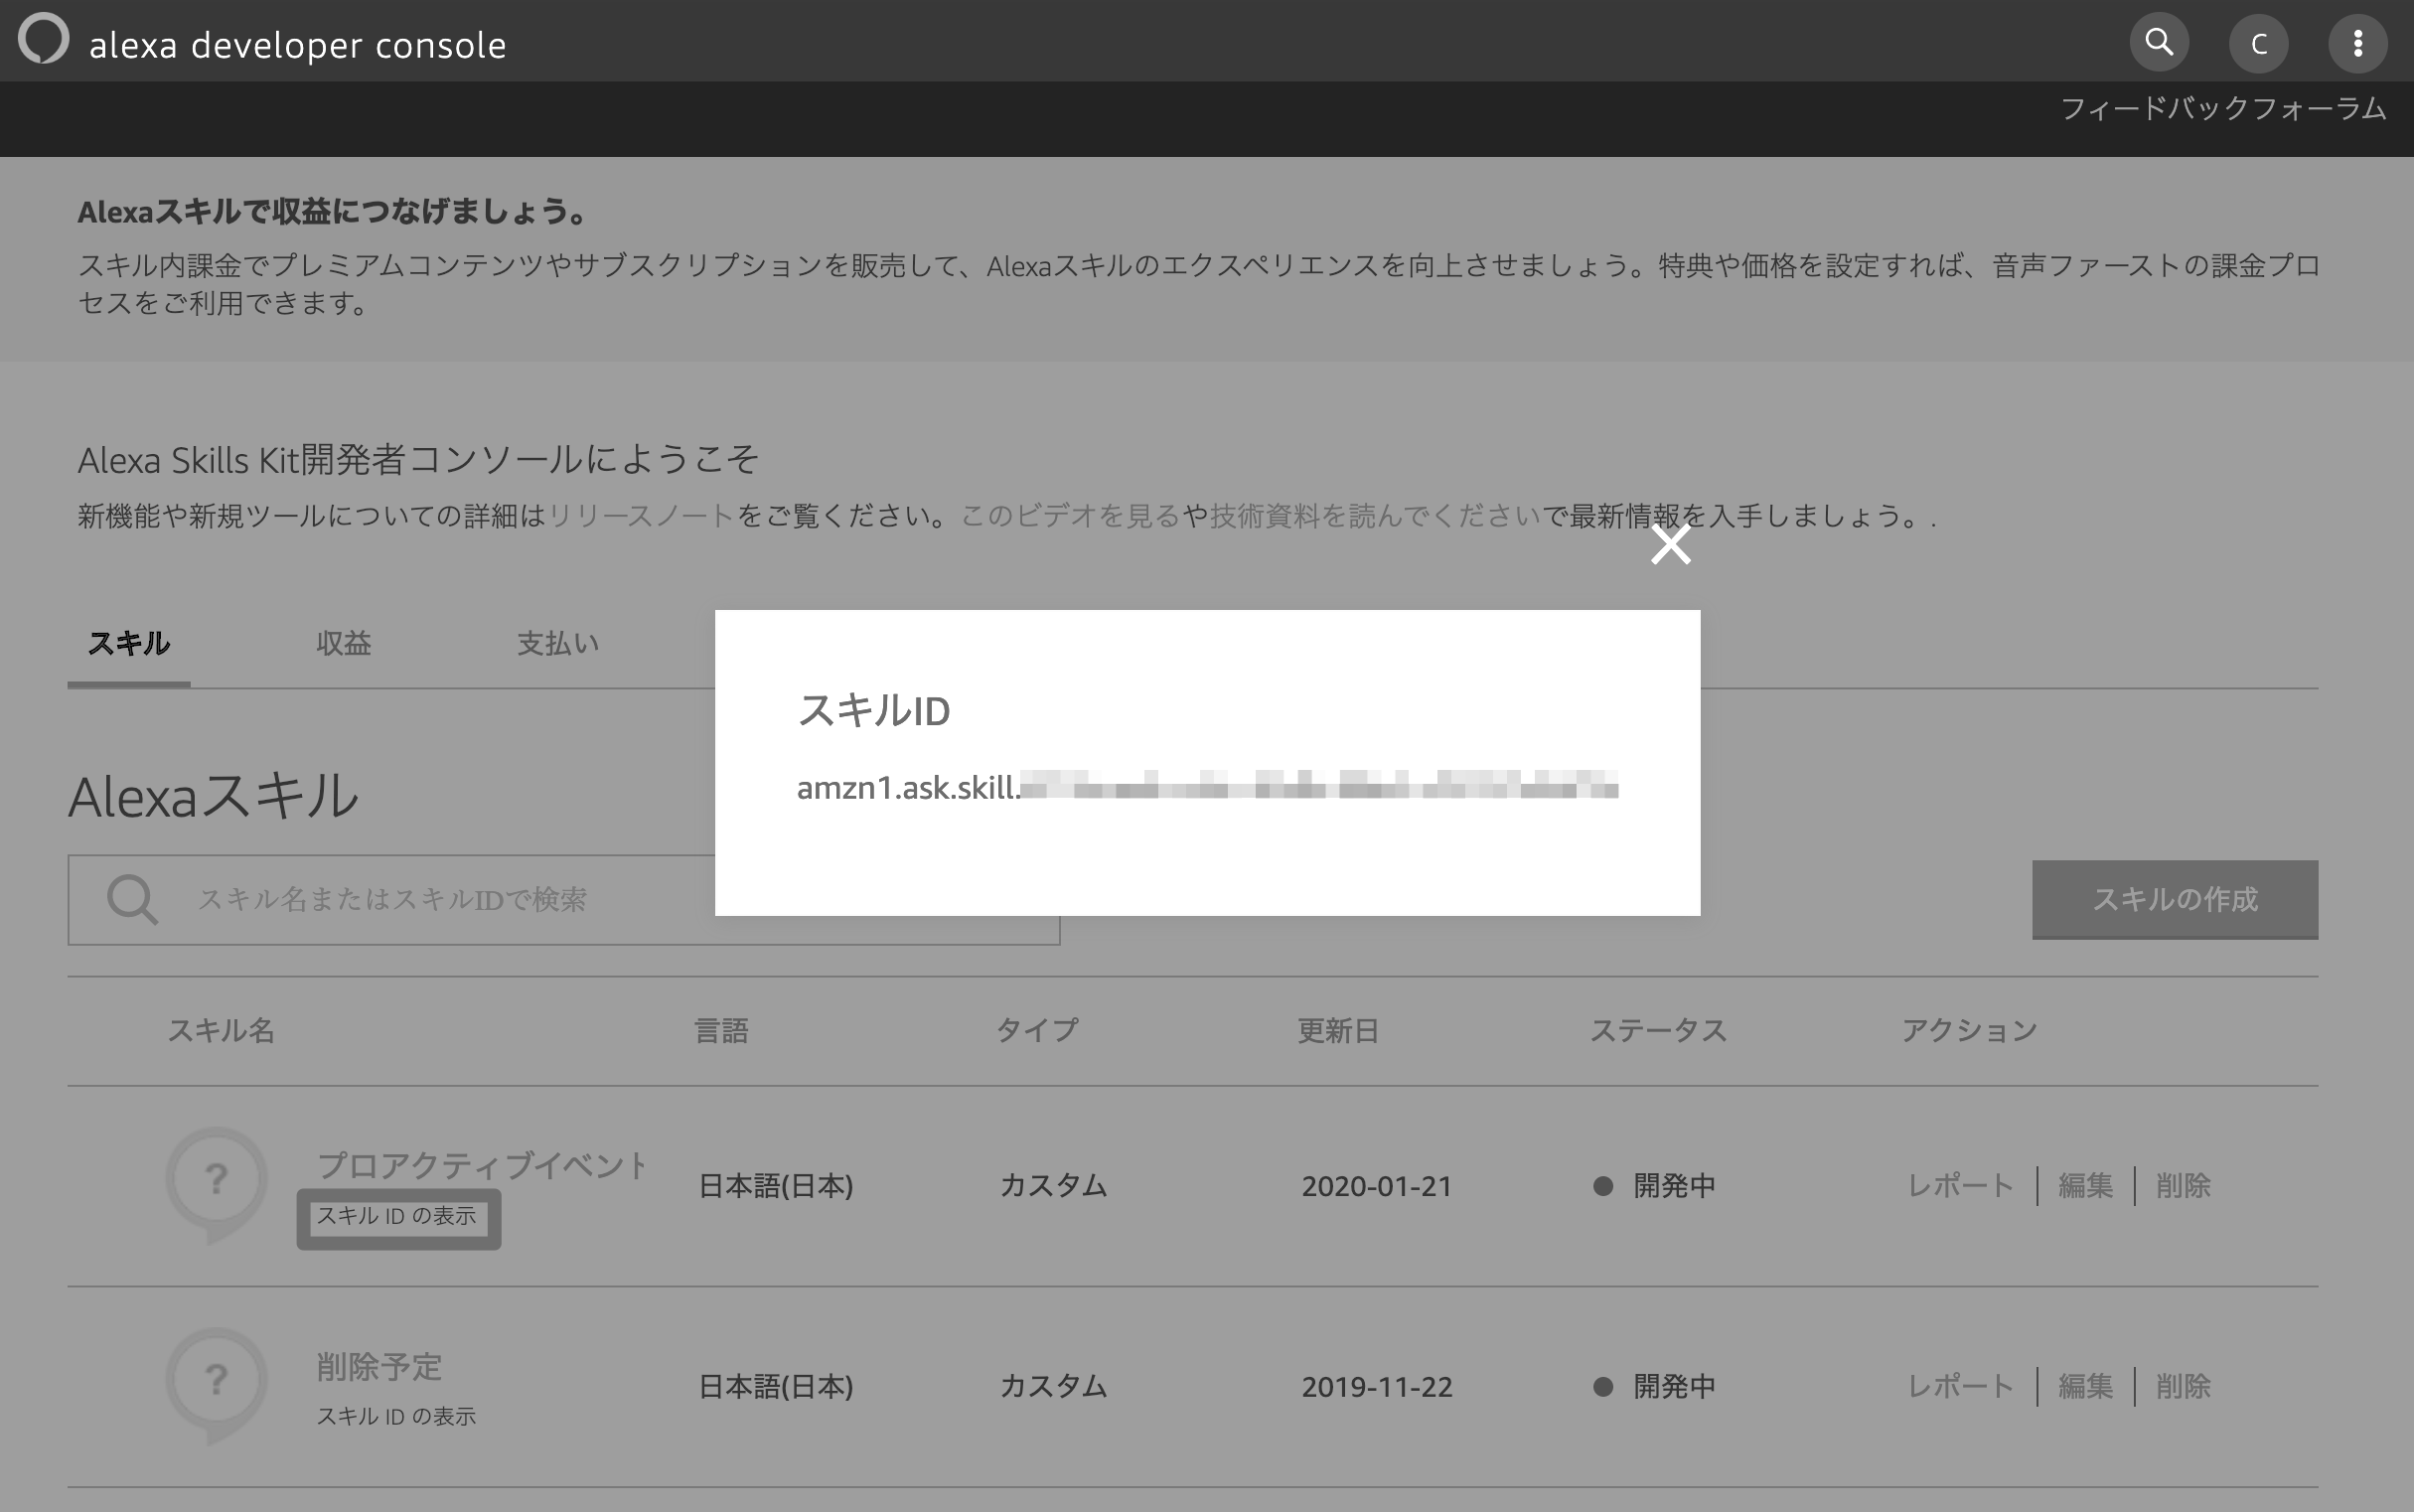 alexa developer console
C
フィードバックフォーラム
Alexaスキルで収益につなげましょう。
スキル内課金でプレミアムコンテンツやサブスクリプションを販売して、Alexaスキルのエクスペリエンスを向上させましょう。特典や価格を設定すれば、音声ファーストの課金プロ
セスをご利用できます。
Alexa Skills Kit開発者コンソールにようこそ
新機能や新規ツールについての詳細はリリースノートをご覧ください。このビデオを見るや技術資料を読んでくださいで最新情報を入手しましょう。.
スキル 収益 支払い
スキルID
amzn1.ask.skill.
Alexaスキル
スキル名またはスキルIDで検索
スキルの作成
スキル名 言語 タイプ 更新日 ステータス アクション
プロアクティブイベント
スキル ID の表示
日本語(日本) カスタム 2020-01-21 開発中 レポート 編集 削除
削除予定
スキル ID の表示
日本語(日本) カスタム 2019-11-22 開発中 レポート 編集 削除